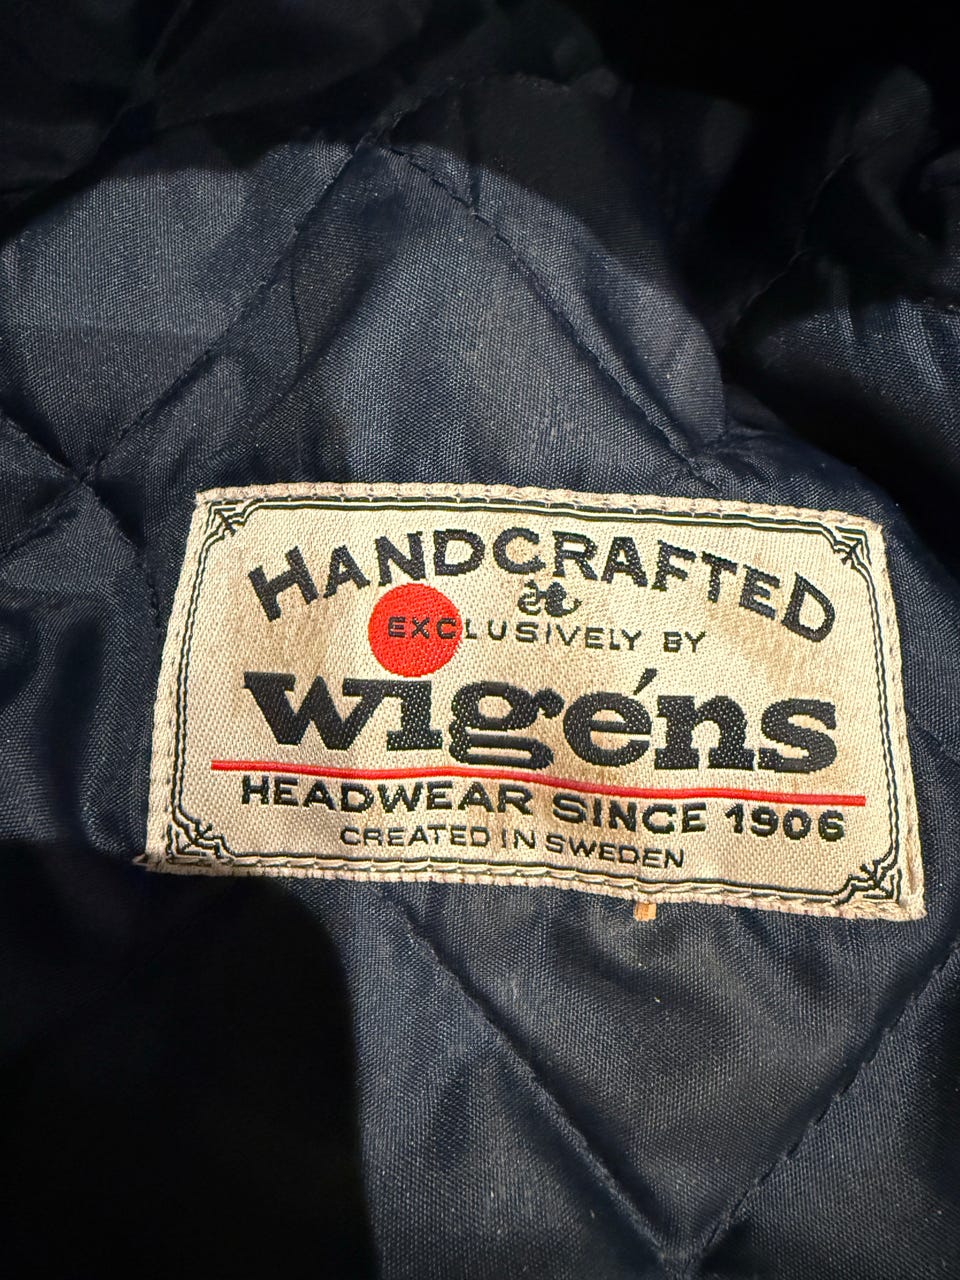 HANDCRAFTED
EXCLUSIVELY BY
wigéns
HEADWEAR SINCE 1906
CREATED IN SWEDEN